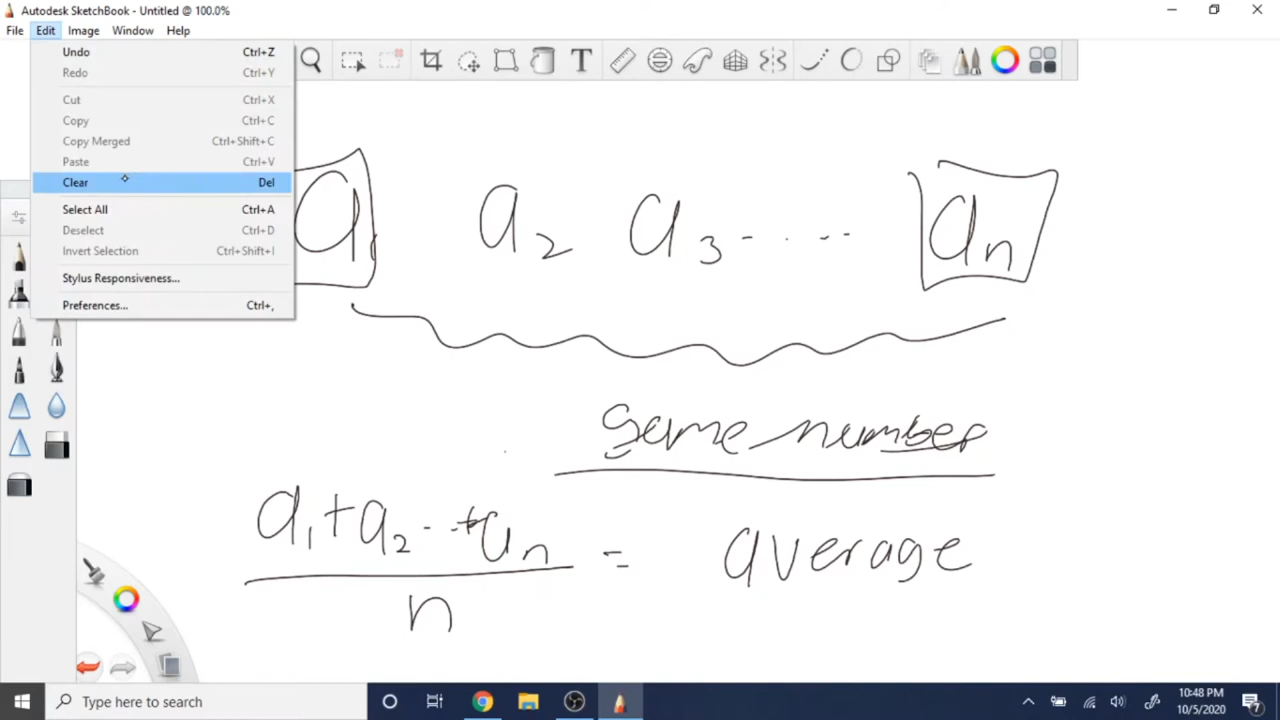 Autodesk SketchBook - Untitled @ 100.0%
File Edit Image Window Help
Undo Ctrl+Z
Redo Ctrl+Y
Cut Ctrl+X
Copy Ctrl+C
Copy Merged Ctrl+Shift+C
Paste Ctrl+V
Clear Del
Select All Ctrl+A
Deselect Ctrl+D
Invert Selection Ctrl+Shift+I
Stylus Responsiveness...
Preferences... Ctrl+,
T
a₁ a₂ a₃ - . . -- aₙ
same number
a₁+a₂ - . . +aₙ
n
= average
Type here to search
10:48 PM
10/5/2020
7